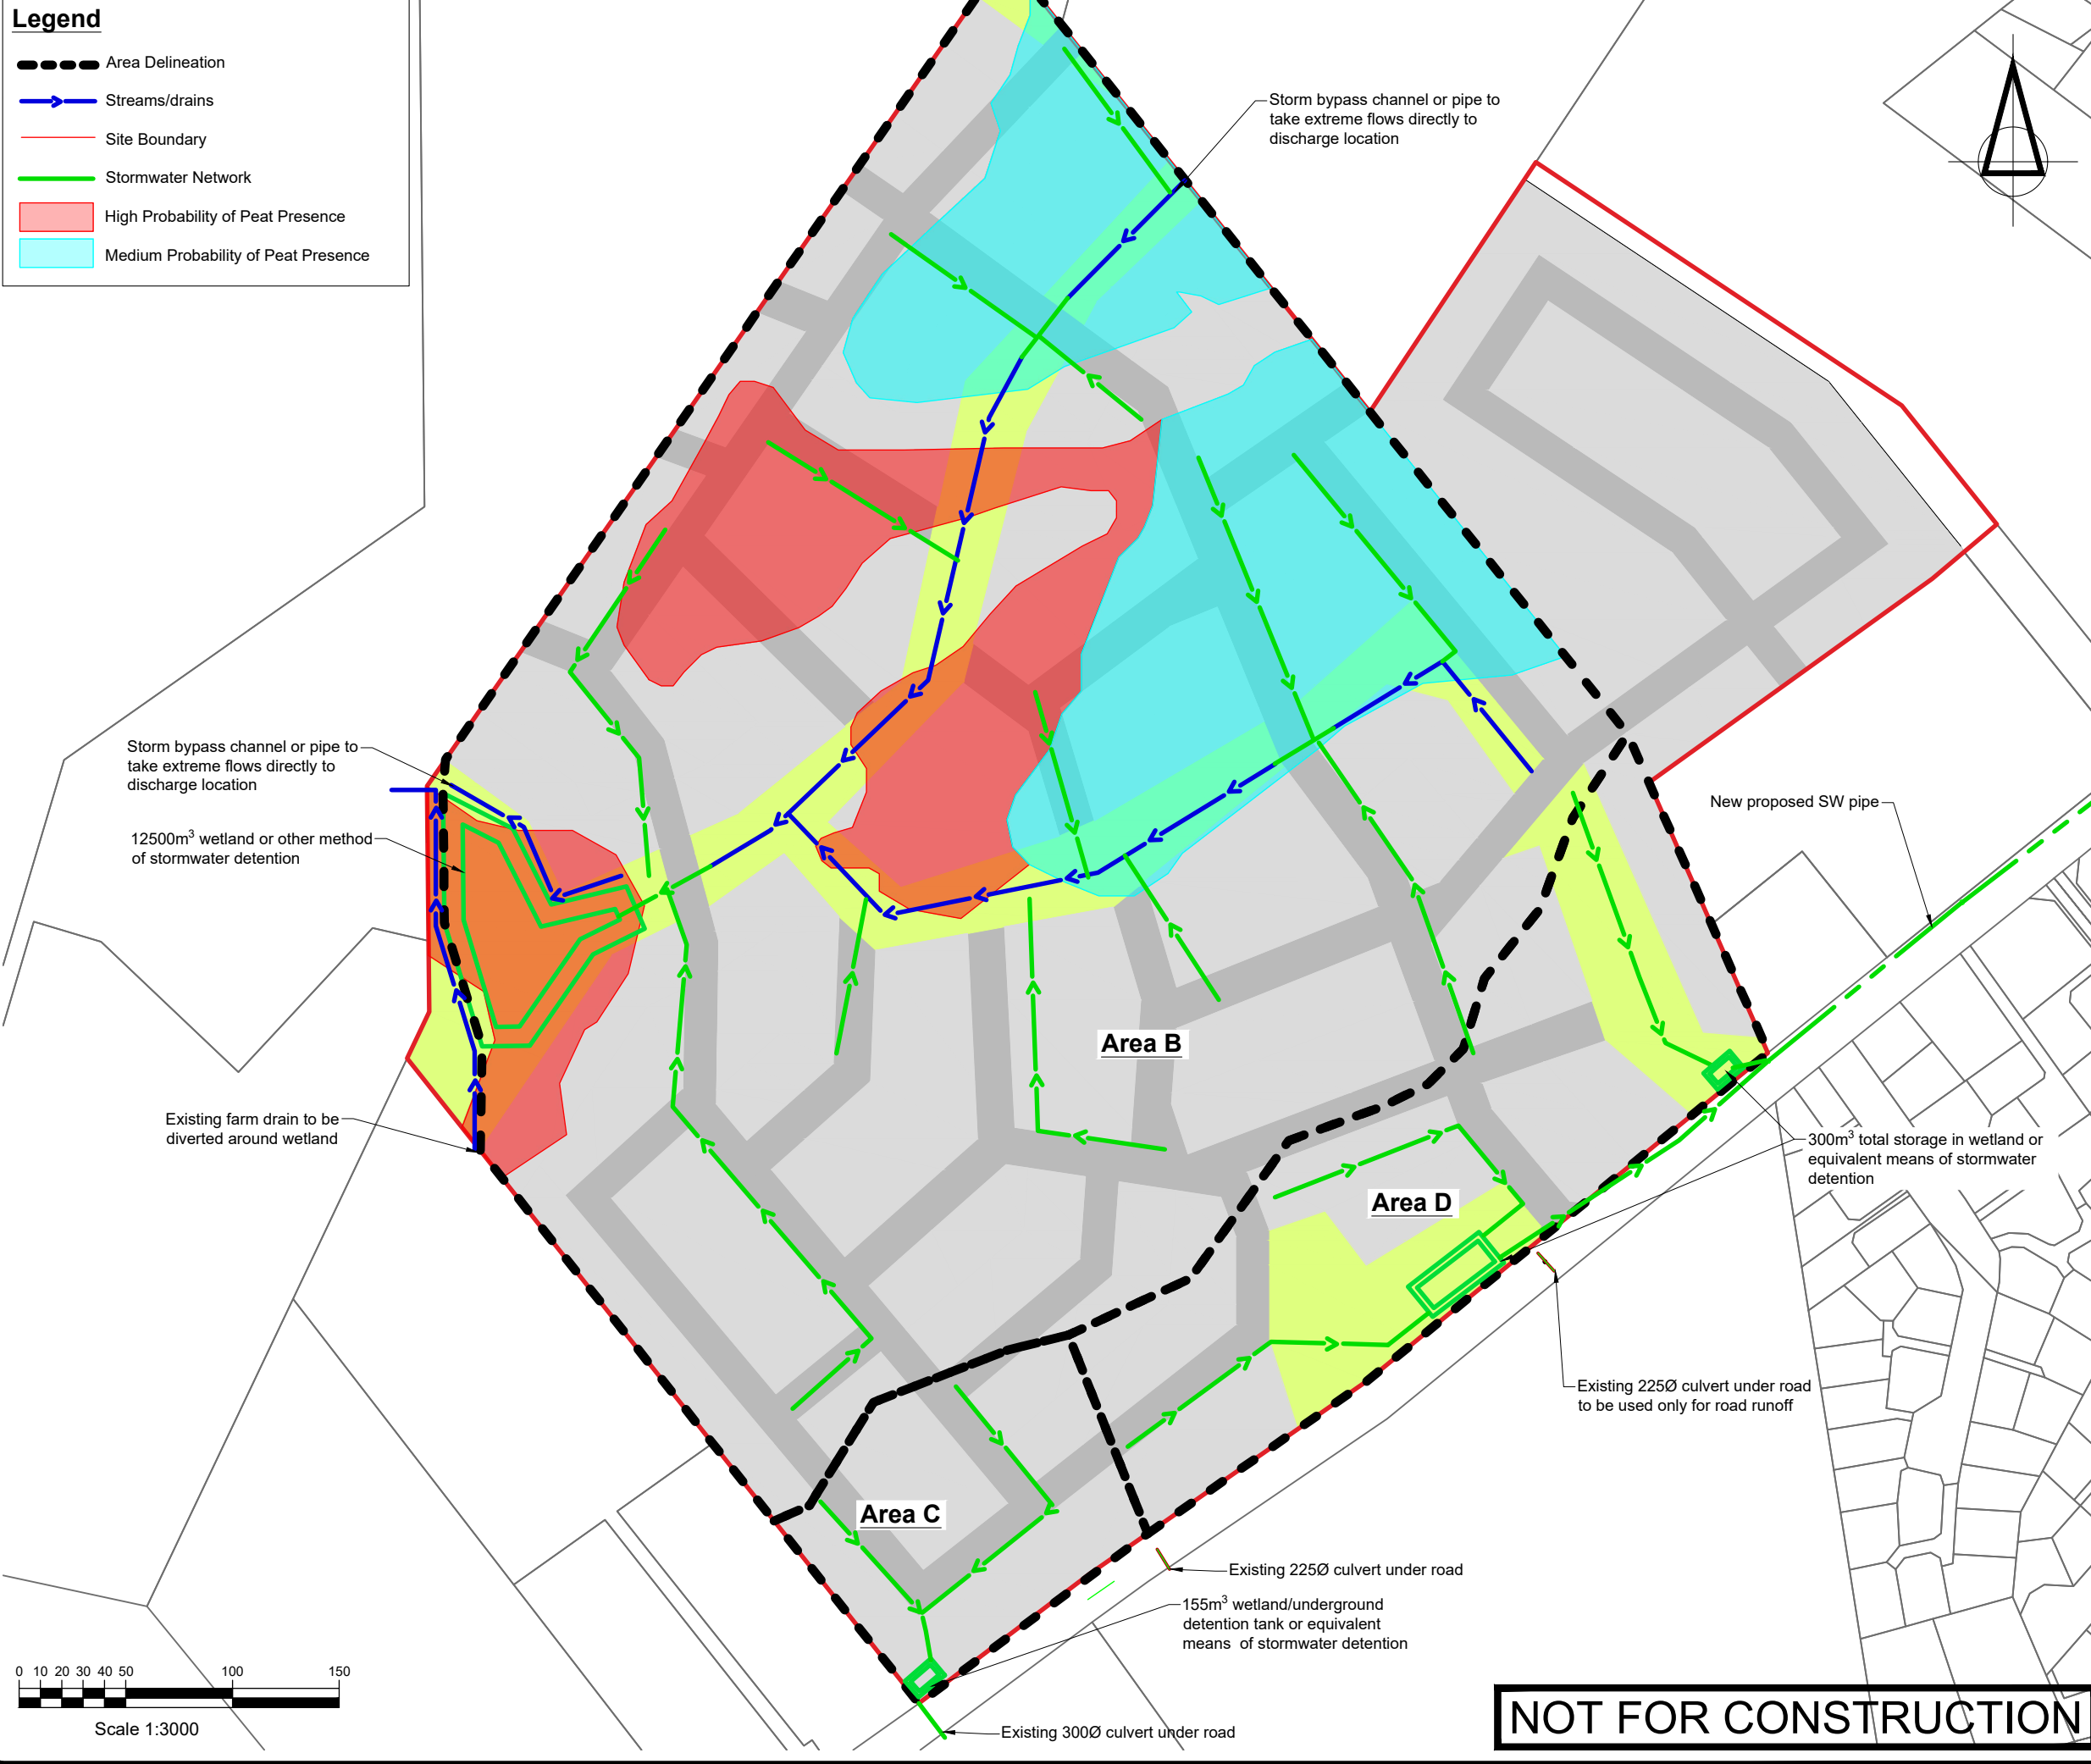 Legend
Area Delineation
Streams/drains
Site Boundary
Stormwater Network
High Probability of Peat Presence
Medium Probability of Peat Presence
Storm bypass channel or pipe to
take extreme flows directly to
discharge location
Storm bypass channel or pipe to
take extreme flows directly to
discharge location
12500m³ wetland or other method
of stormwater detention
New proposed SW pipe
Existing farm drain to be
diverted around wetland
Area B
300m³ total storage in wetland or
equivalent means of stormwater
detention
Area D
Existing 225Ø culvert under road
to be used only for road runoff
Area C
Existing 225Ø culvert under road
155m³ wetland/underground
detention tank or equivalent
means of stormwater detention
Existing 300Ø culvert under road
0 10 20 30 40 50 100 150
Scale 1:3000
NOT FOR CONSTRUCTION